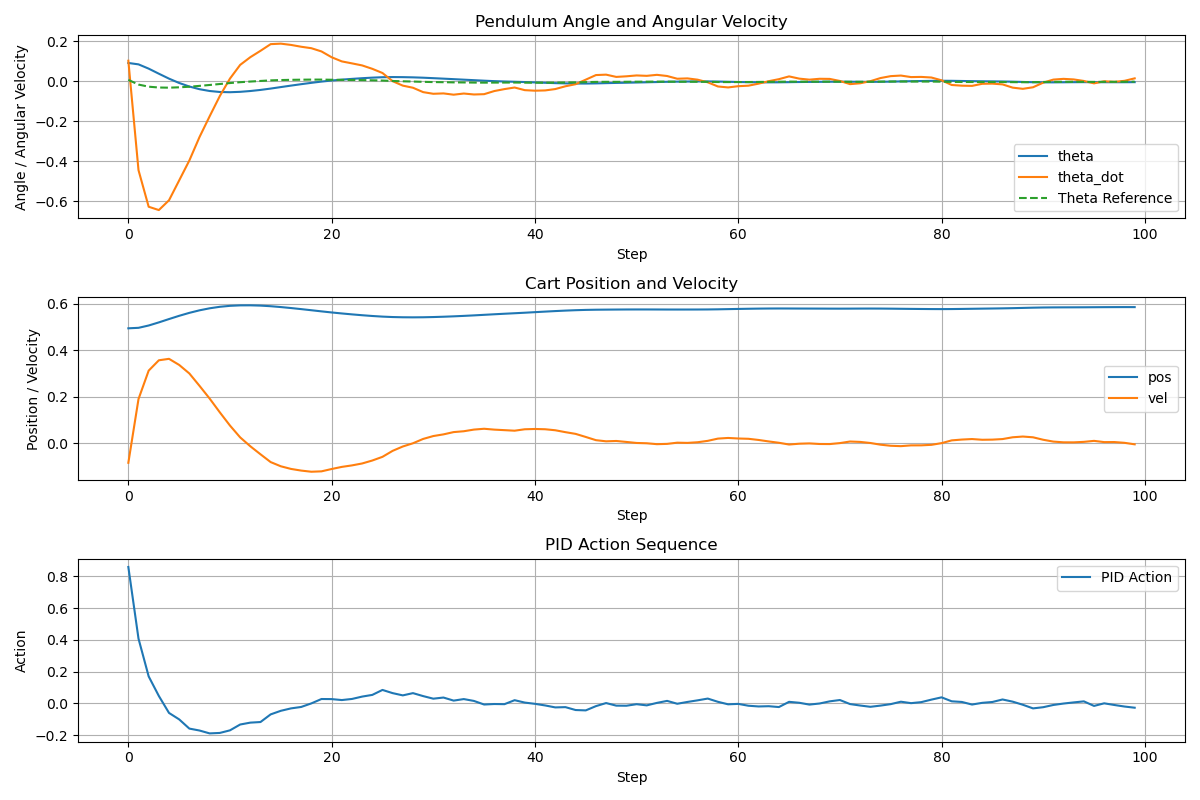 Pendulum Angle and Angular Velocity
Angle / Angular Velocity
0.2
0.0
−0.2
−0.4
−0.6
theta
theta_dot
Theta Reference
0 20 40 60 80 100
Step
Cart Position and Velocity
Position / Velocity
0.6
0.4
0.2
0.0
pos
vel
0 20 40 60 80 100
Step
PID Action Sequence
Action
0.8
0.6
0.4
0.2
0.0
−0.2
PID Action
0 20 40 60 80 100
Step